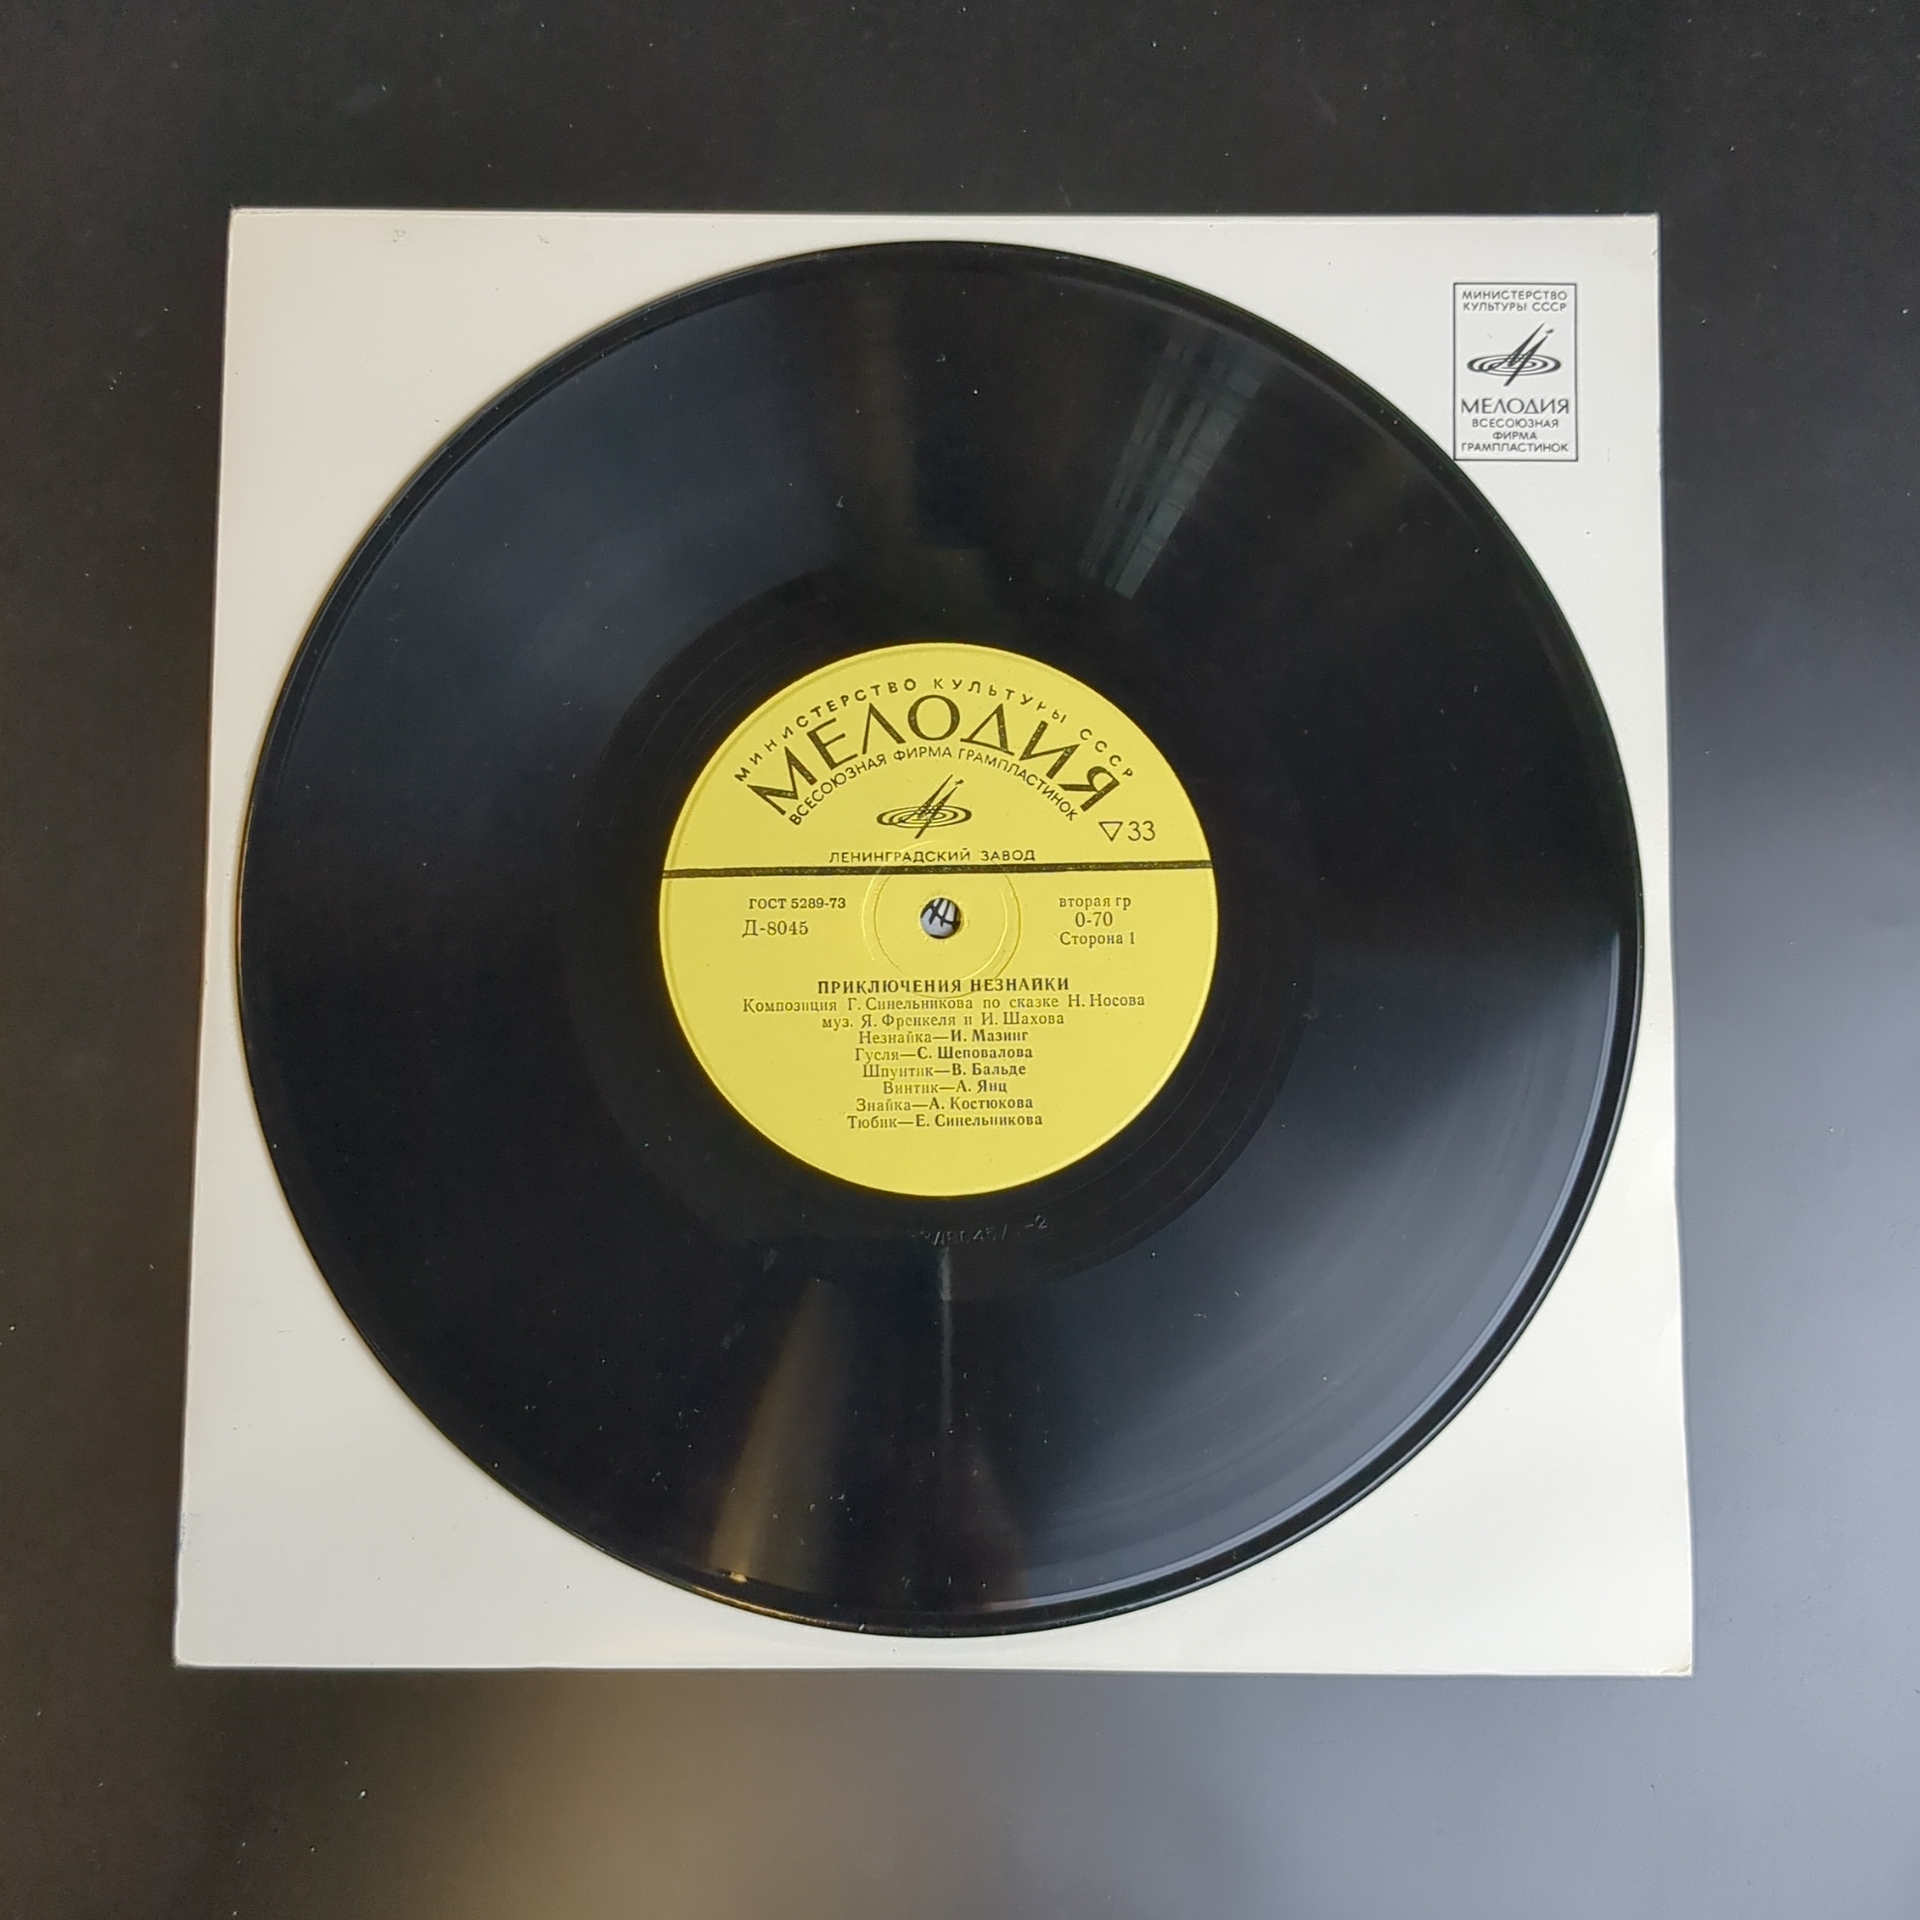 МИНИСТЕРСТВО
КУЛЬТУРЫ СССР
МЕЛОДИЯ
ВСЕСОЮЗНАЯ
ФИРМА
ГРАМПЛАСТИНОК
МИНИСТЕРСТВО КУЛЬТУРЫ СССР
МЕЛОДИЯ
ВСЕСОЮЗНАЯ ФИРМА ГРАМПЛАСТИНОК
▽33
ЛЕНИНГРАДСКИЙ ЗАВОД
ГОСТ 5289-73
Д-8045
вторая гр
0-70
Сторона 1
ПРИКЛЮЧЕНИЯ НЕЗНАЙКИ
Композиция Г. Синельникова по сказке Н. Носова
муз. Я. Френкеля и И. Шахова
Незнайка—И. Мазинг
Гусля—С. Шеповалова
Шпунтик—В. Бальде
Винтик—А. Янц
Знайка—А. Костюкова
Тюбик—Е. Синельникова